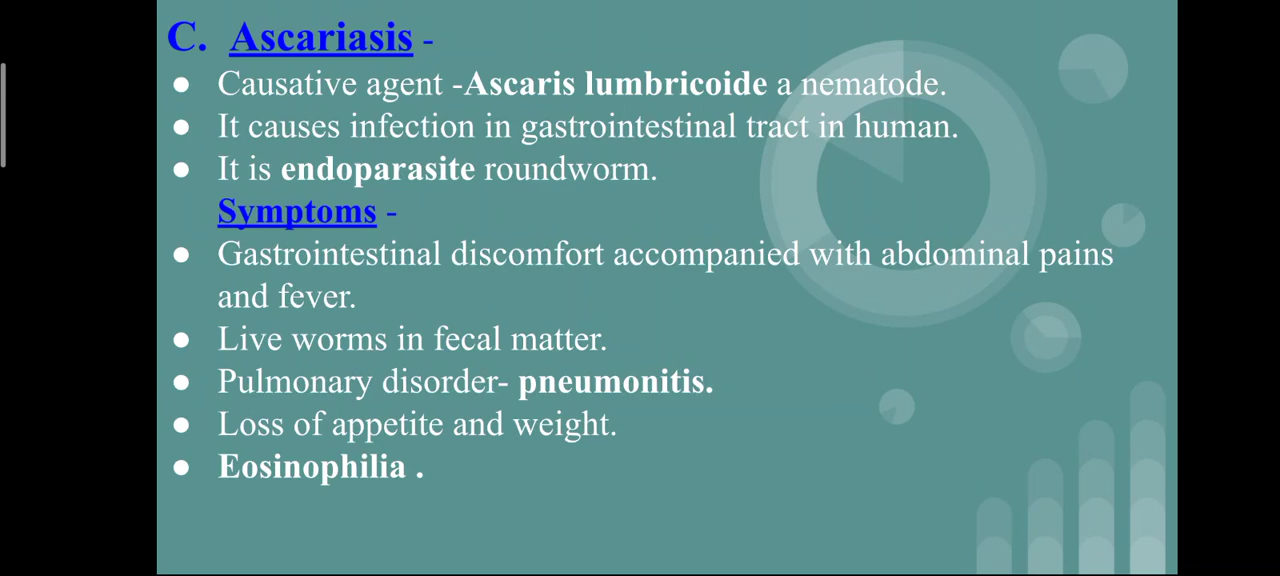 C. Ascariasis -
● Causative agent -Ascaris lumbricoide a nematode.
● It causes infection in gastrointestinal tract in human.
● It is endoparasite roundworm.
Symptoms -
● Gastrointestinal discomfort accompanied with abdominal pains
and fever.
● Live worms in fecal matter.
● Pulmonary disorder- pneumonitis.
● Loss of appetite and weight.
● Eosinophilia .